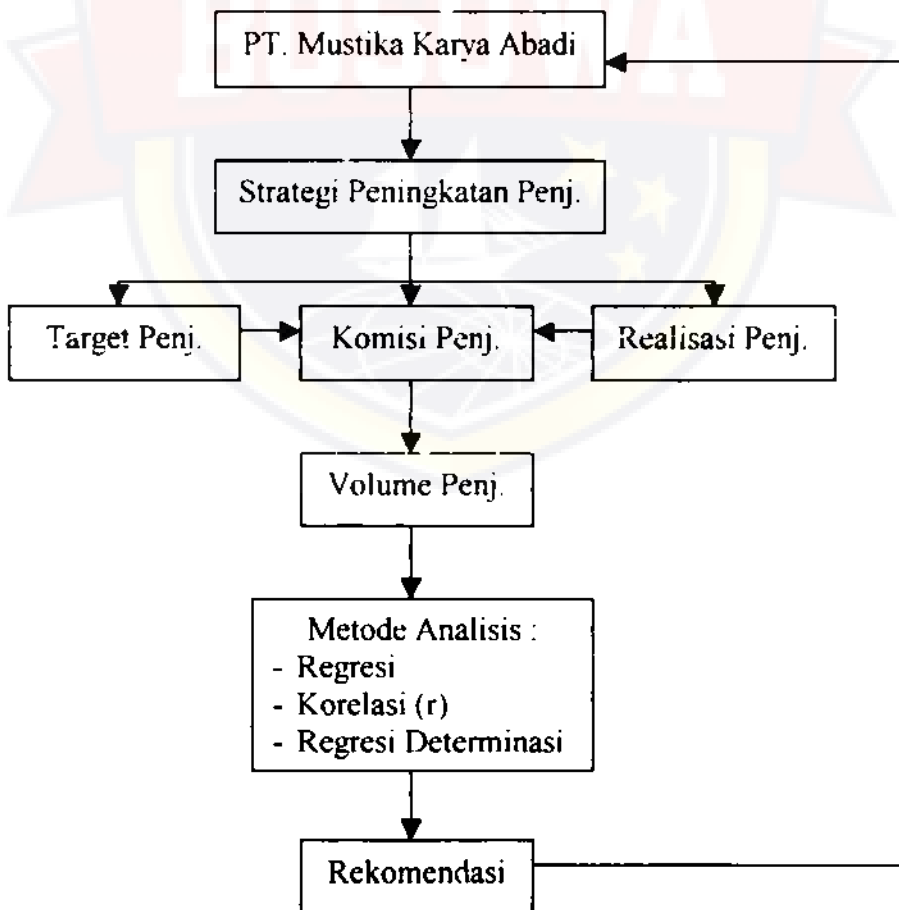 BOSOWA
PT. Mustika Karya Abadi
Strategi Peningkatan Penj.
Target Penj.
Komisi Penj.
Realisasi Penj.
Volume Penj.
Metode Analisis :
- Regresi
- Korelasi (r)
- Regresi Determinasi
Rekomendasi